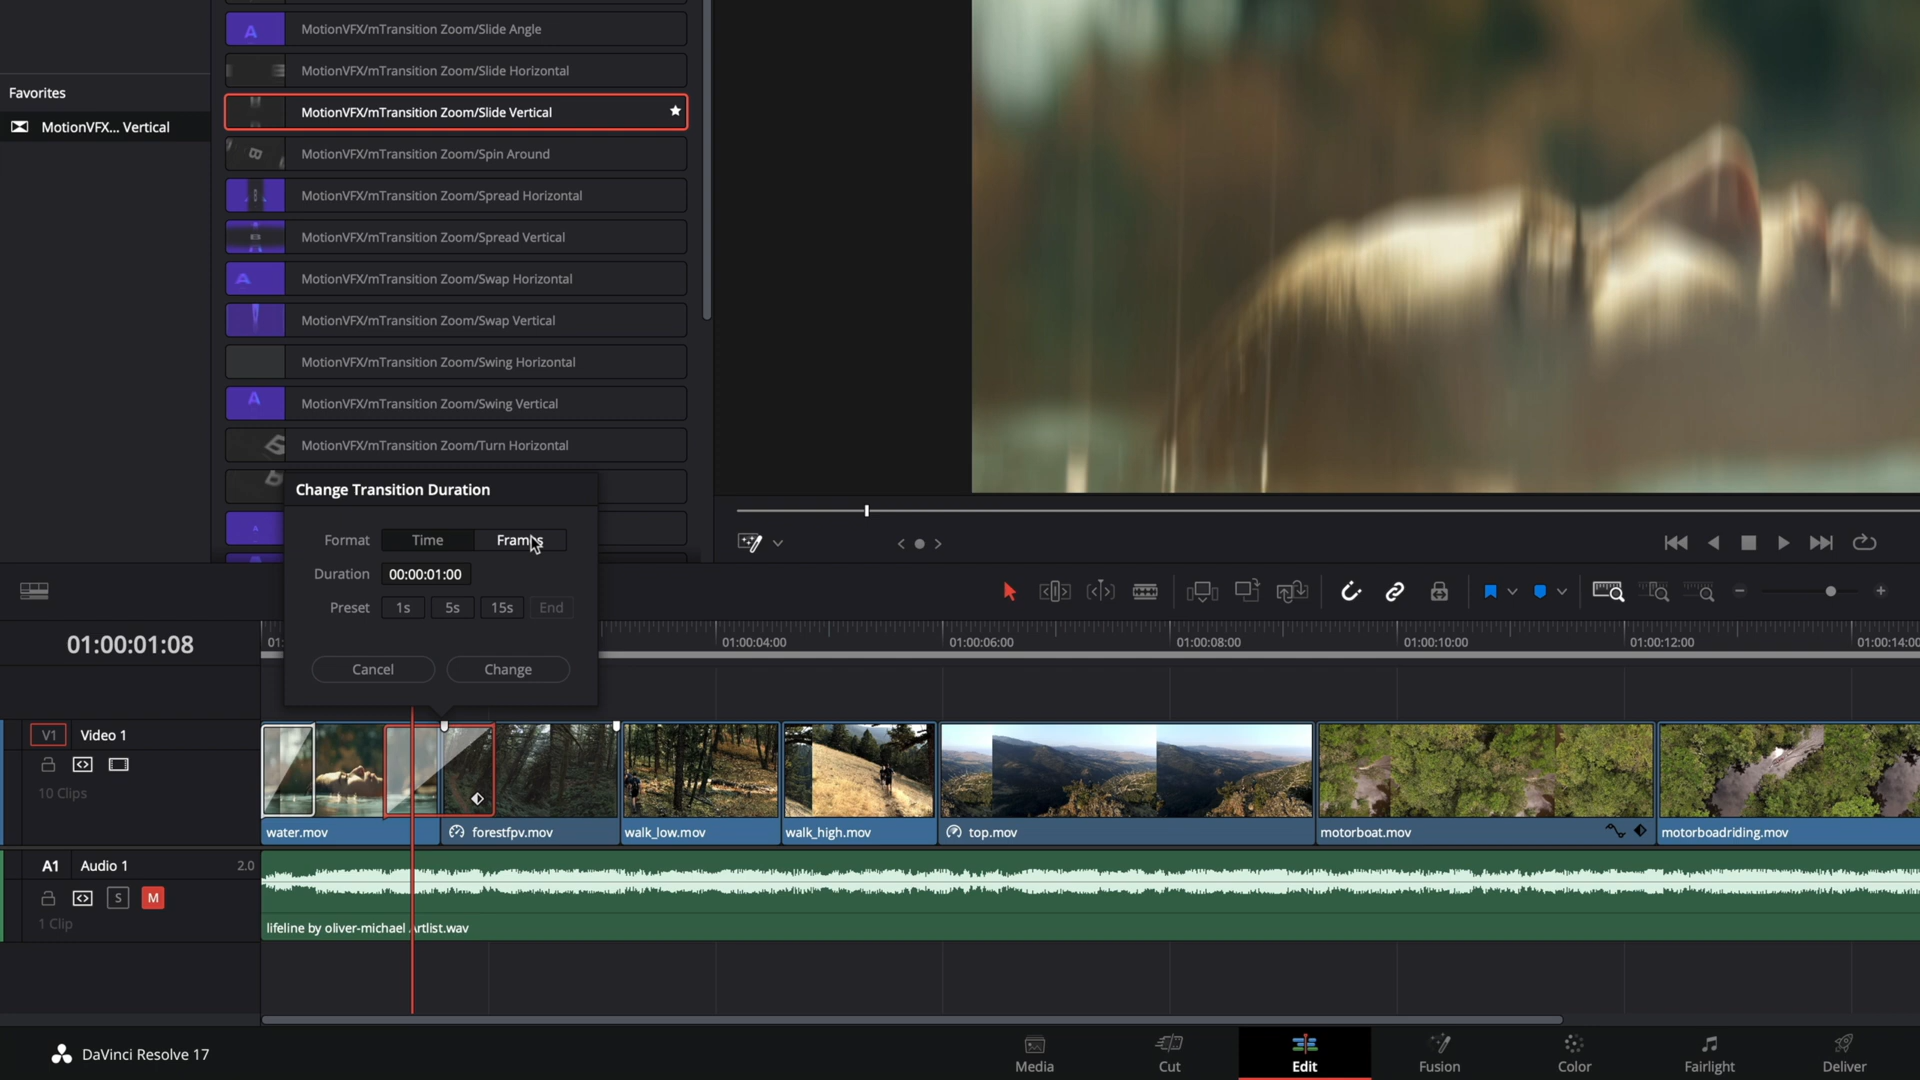 MotionVFX/mTransition Zoom/Slide Angle
MotionVFX/mTransition Zoom/Slide Horizontal
Favorites
MotionVFX/mTransition Zoom/Slide Vertical
MotionVFX... Vertical
MotionVFX/mTransition Zoom/Spin Around
MotionVFX/mTransition Zoom/Spread Horizontal
MotionVFX/mTransition Zoom/Spread Vertical
MotionVFX/mTransition Zoom/Swap Horizontal
MotionVFX/mTransition Zoom/Swap Vertical
MotionVFX/mTransition Zoom/Swing Horizontal
MotionVFX/mTransition Zoom/Swing Vertical
MotionVFX/mTransition Zoom/Turn Horizontal
Change Transition Duration
Format Time Frames
Duration 00:00:01:00
Preset 1s 5s 15s End
Cancel Change
01:00:01:08
01:00:04:00 01:00:06:00 01:00:08:00 01:00:10:00 01:00:12:00 01:00:14:00
V1 Video 1
10 Clips
water.mov forestfpv.mov walk_low.mov walk_high.mov top.mov motorboat.mov motorboadriding.mov
A1 Audio 1 2.0
S M
1 Clip
lifeline by oliver-michael Artlist.wav
DaVinci Resolve 17
Media Cut Edit Fusion Color Fairlight Deliver